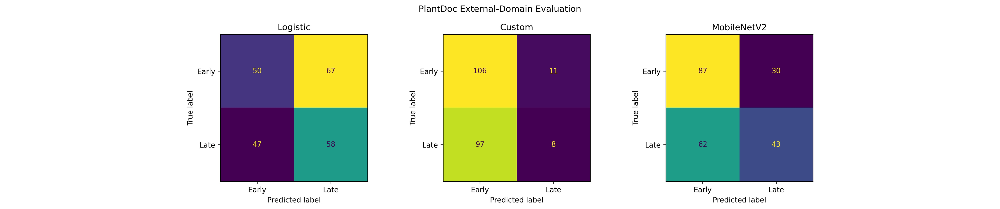 PlantDoc External-Domain Evaluation
Logistic
Early
50
67
Late
47
58
Early
Late
True label
Predicted label
Custom
Early
106
11
Late
97
8
Early
Late
True label
Predicted label
MobileNetV2
Early
87
30
Late
62
43
Early
Late
True label
Predicted label